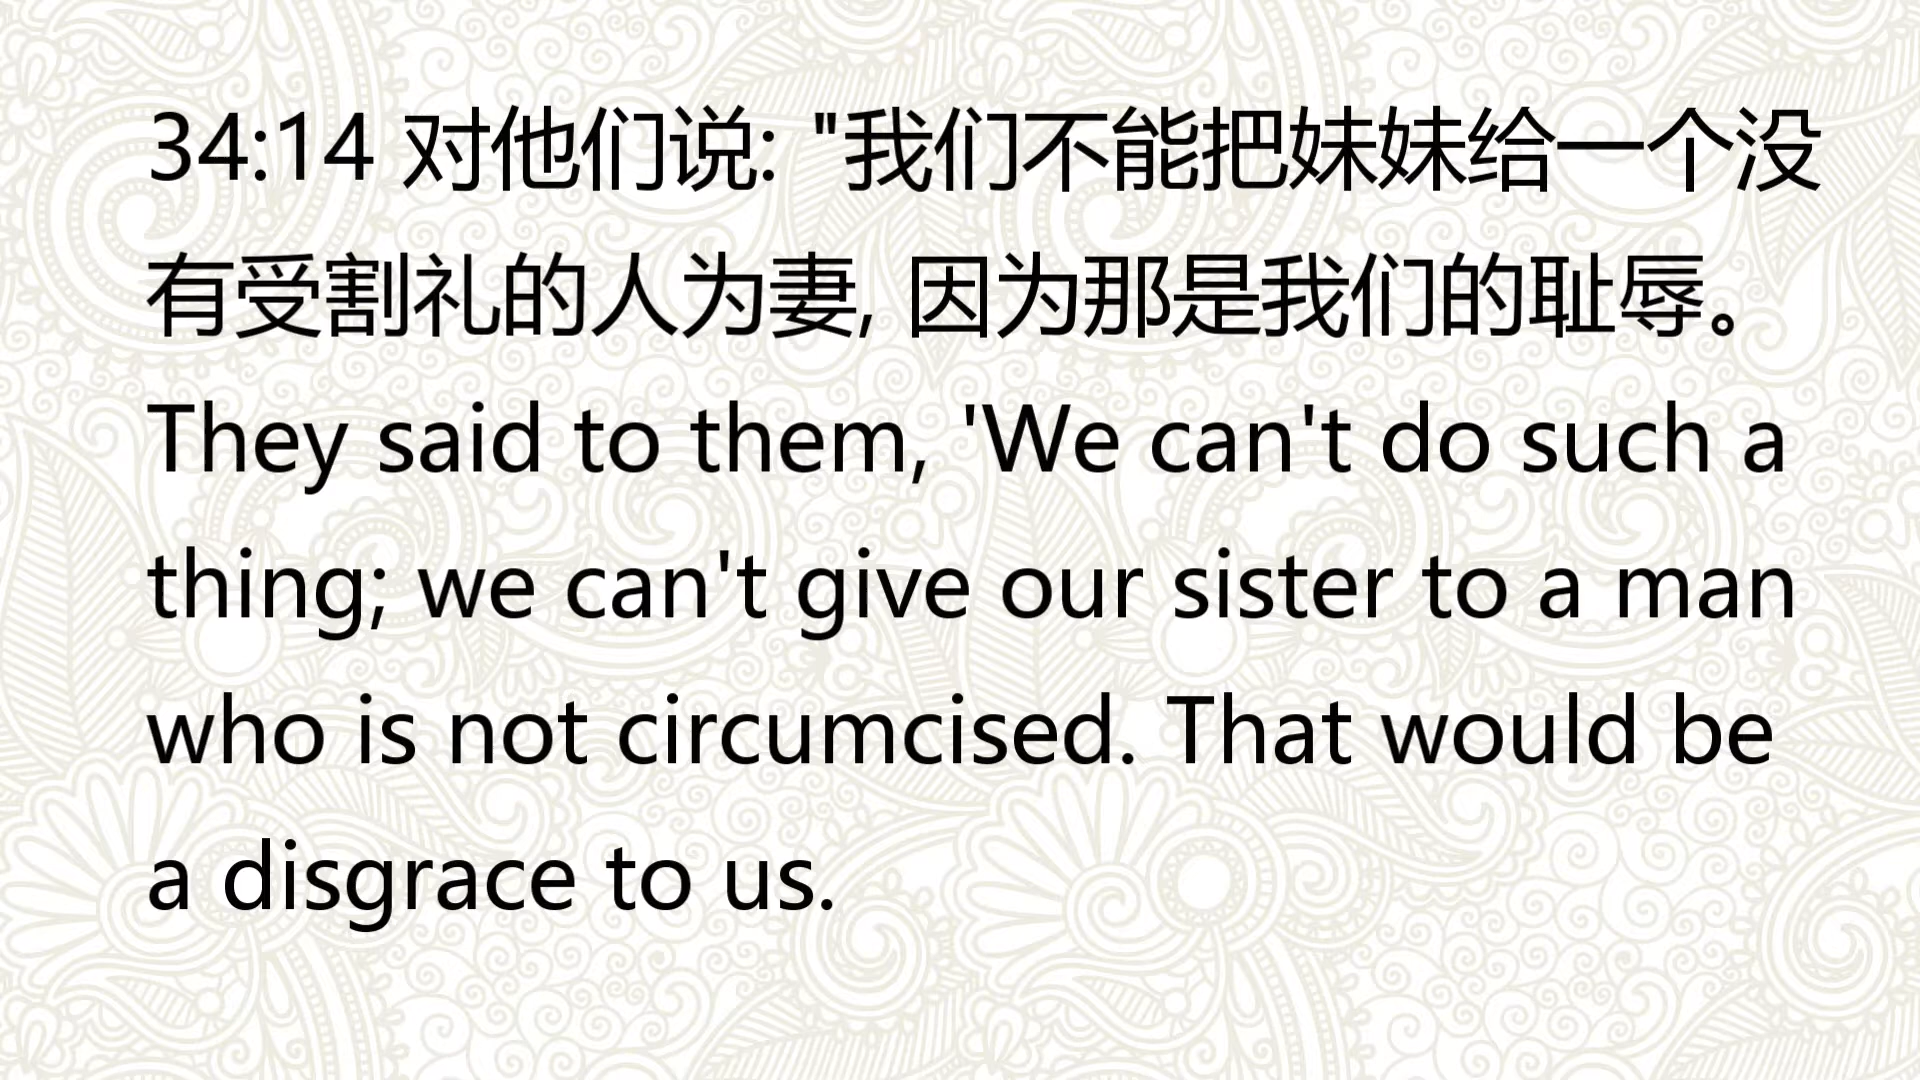 34:14 对他们说: "我们不能把妹妹给一个没
有受割礼的人为妻, 因为那是我们的耻辱。
They said to them, 'We can't do such a
thing; we can't give our sister to a man
who is not circumcised. That would be
a disgrace to us.